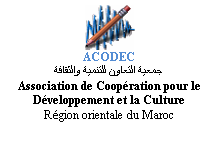 ACODEC
جمعية التعاون للتنمية والثقافة
Association de Coopération pour le
Développement et la Culture
Région orientale du Maroc